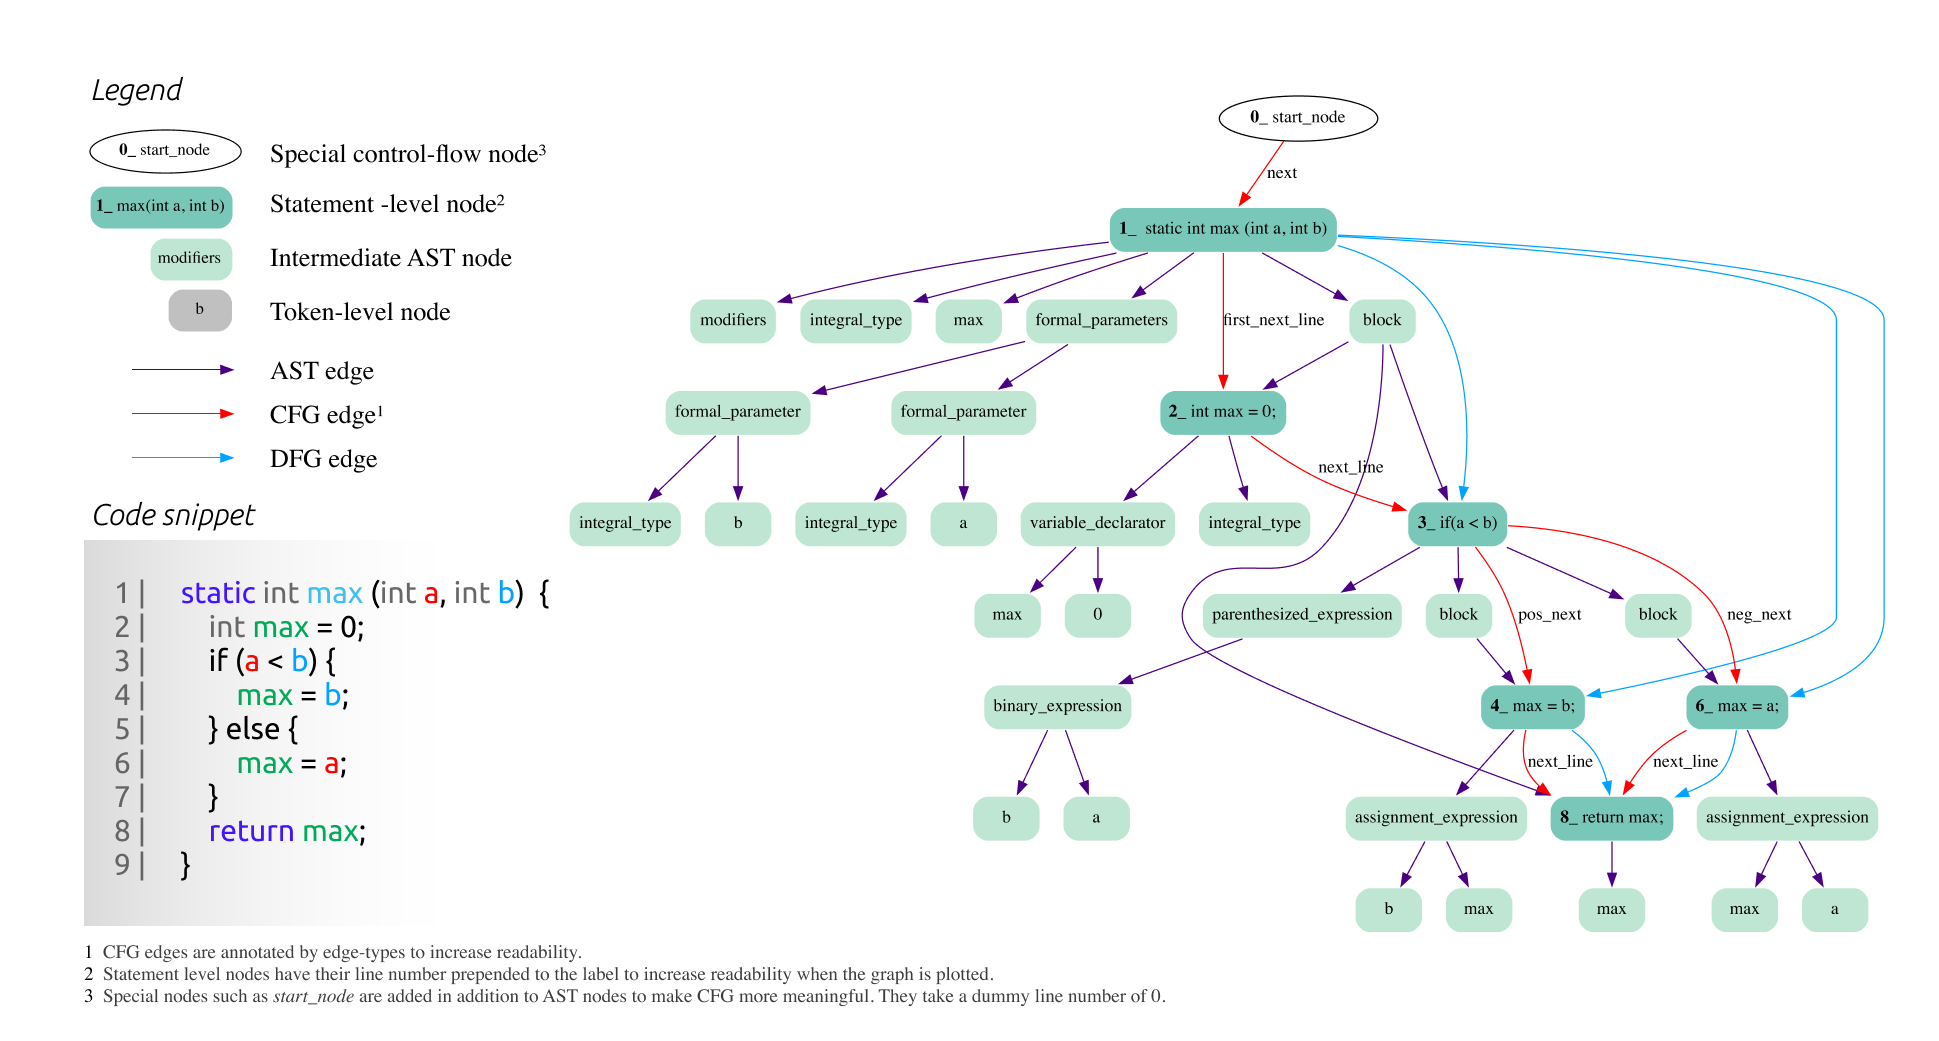 Legend
0_ start_node
Special control-flow node³
1_ max(int a, int b)
Statement -level node²
modifiers
Intermediate AST node
b
Token-level node
AST edge
CFG edge¹
DFG edge
Code snippet
1 | static int max (int a, int b) {
2 | int max = 0;
3 | if (a < b) {
4 | max = b;
5 | } else {
6 | max = a;
7 | }
8 | return max;
9 | }
0_ start_node
next
1_ static int max (int a, int b)
modifiers
integral_type
max
formal_parameters
first_next_line
block
formal_parameter
formal_parameter
2_ int max = 0;
next_line
integral_type
b
integral_type
a
variable_declarator
integral_type
3_ if(a < b)
max
0
parenthesized_expression
block
pos_next
block
neg_next
binary_expression
4_ max = b;
6_ max = a;
next_line
next_line
b
a
assignment_expression
8_ return max;
assignment_expression
b
max
max
max
a
1 CFG edges are annotated by edge-types to increase readability.
2 Statement level nodes have their line number prepended to the label to increase readability when the graph is plotted.
3 Special nodes such as start_node are added in addition to AST nodes to make CFG more meaningful. They take a dummy line number of 0.